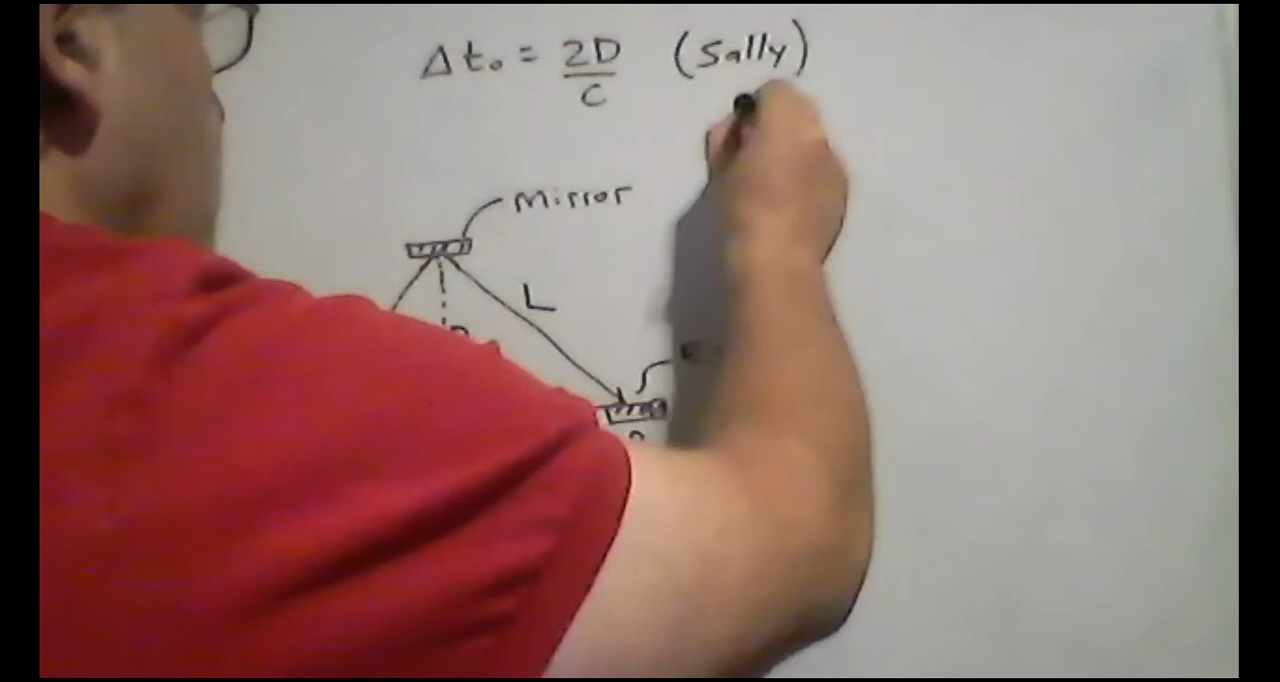 Δt₀ = 2D/C (Sally)
Mirror
L